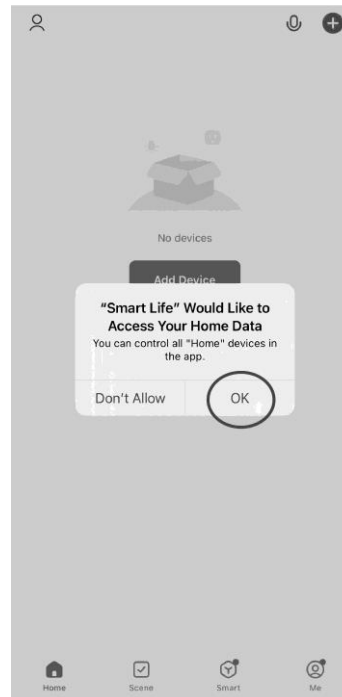 No devices
Add Device
"Smart Life" Would Like to
Access Your Home Data
You can control all "Home" devices in
the app.
Don't Allow
OK
Home
Scene
Smart
Me